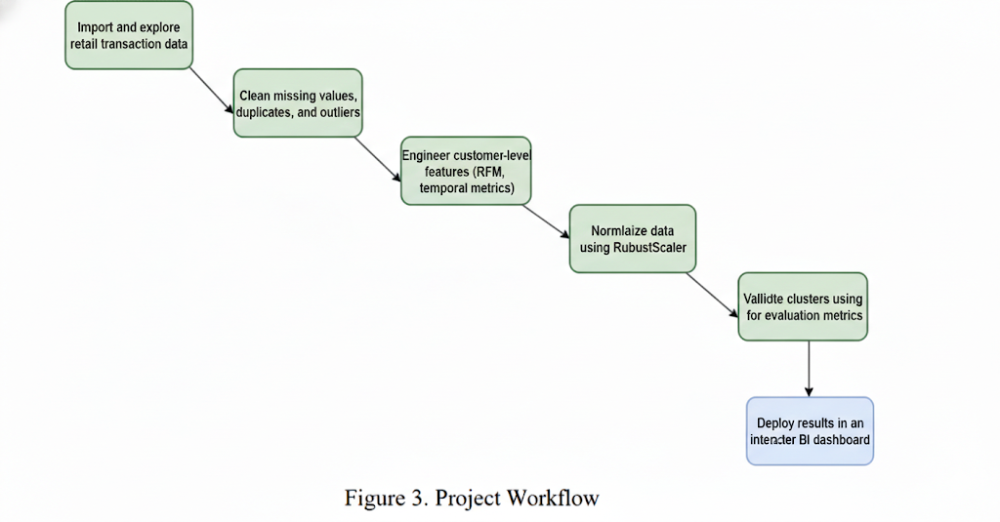 Import and explore
retail transaction data
Clean missing values,
duplicates, and outliers
Engineer customer-level
features (RFM,
temporal metrics)
Normlaize data
using RubustScaler
Vallidte clusters using
for evaluation metrics
Deploy results in an
intencter BI dashboard
Figure 3. Project Workflow